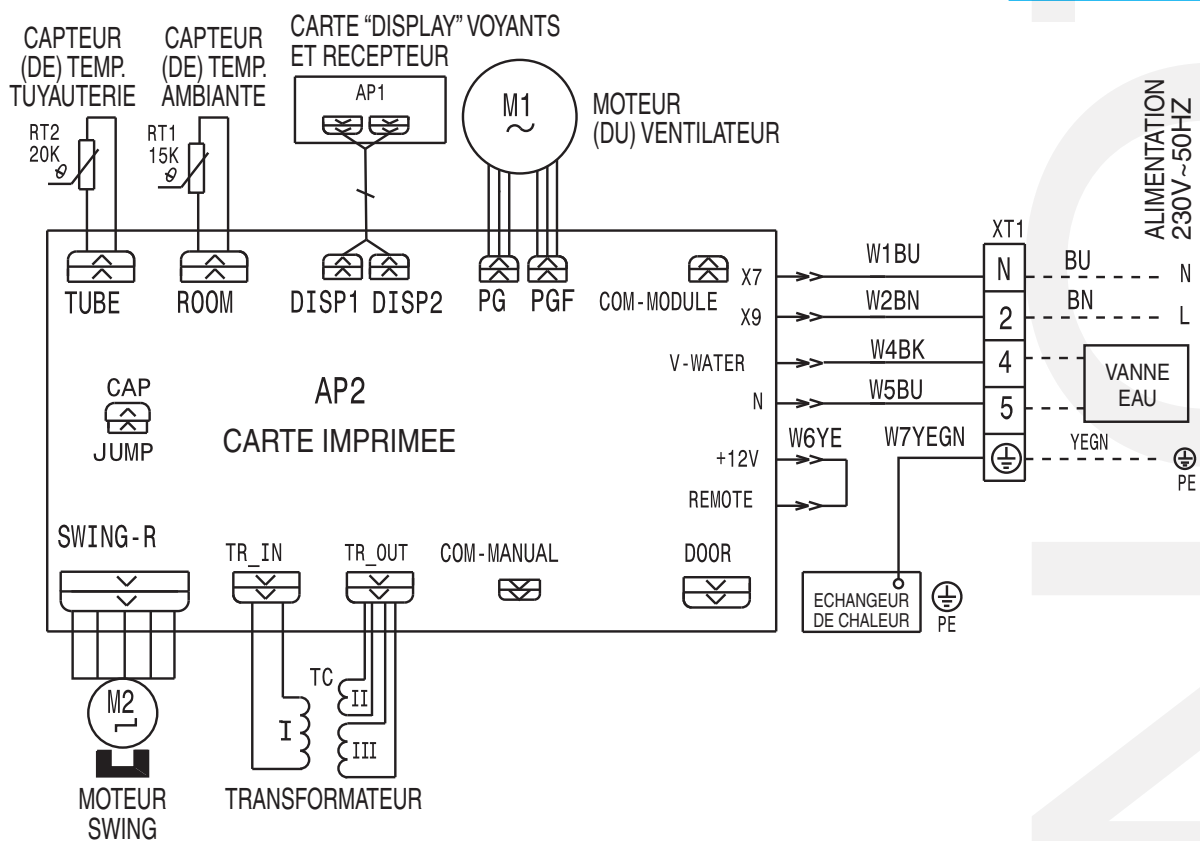 CAPTEUR
(DE) TEMP.
TUYAUTERIE
CAPTEUR
(DE) TEMP.
AMBIANTE
CARTE “DISPLAY” VOYANTS
ET RECEPTEUR
AP1
M1
MOTEUR
(DU) VENTILATEUR
ALIMENTATION
230V~50HZ
RT2
20K
θ
RT1
15K
θ
TUBE
ROOM
DISP1
DISP2
PG
PGF
COM-MODULE
X7
X9
V-WATER
N
+12V
REMOTE
W1BU
W2BN
W4BK
W5BU
W6YE
W7YEGN
XT1
N
2
4
5
BU
N
BN
L
VANNE
EAU
YEGN
PE
CAP
JUMP
AP2
CARTE IMPRIMEE
SWING-R
TR_IN
TR_OUT
COM-MANUAL
DOOR
ECHANGEUR
DE CHALEUR
PE
M2
TC
I
II
III
MOTEUR
SWING
TRANSFORMATEUR